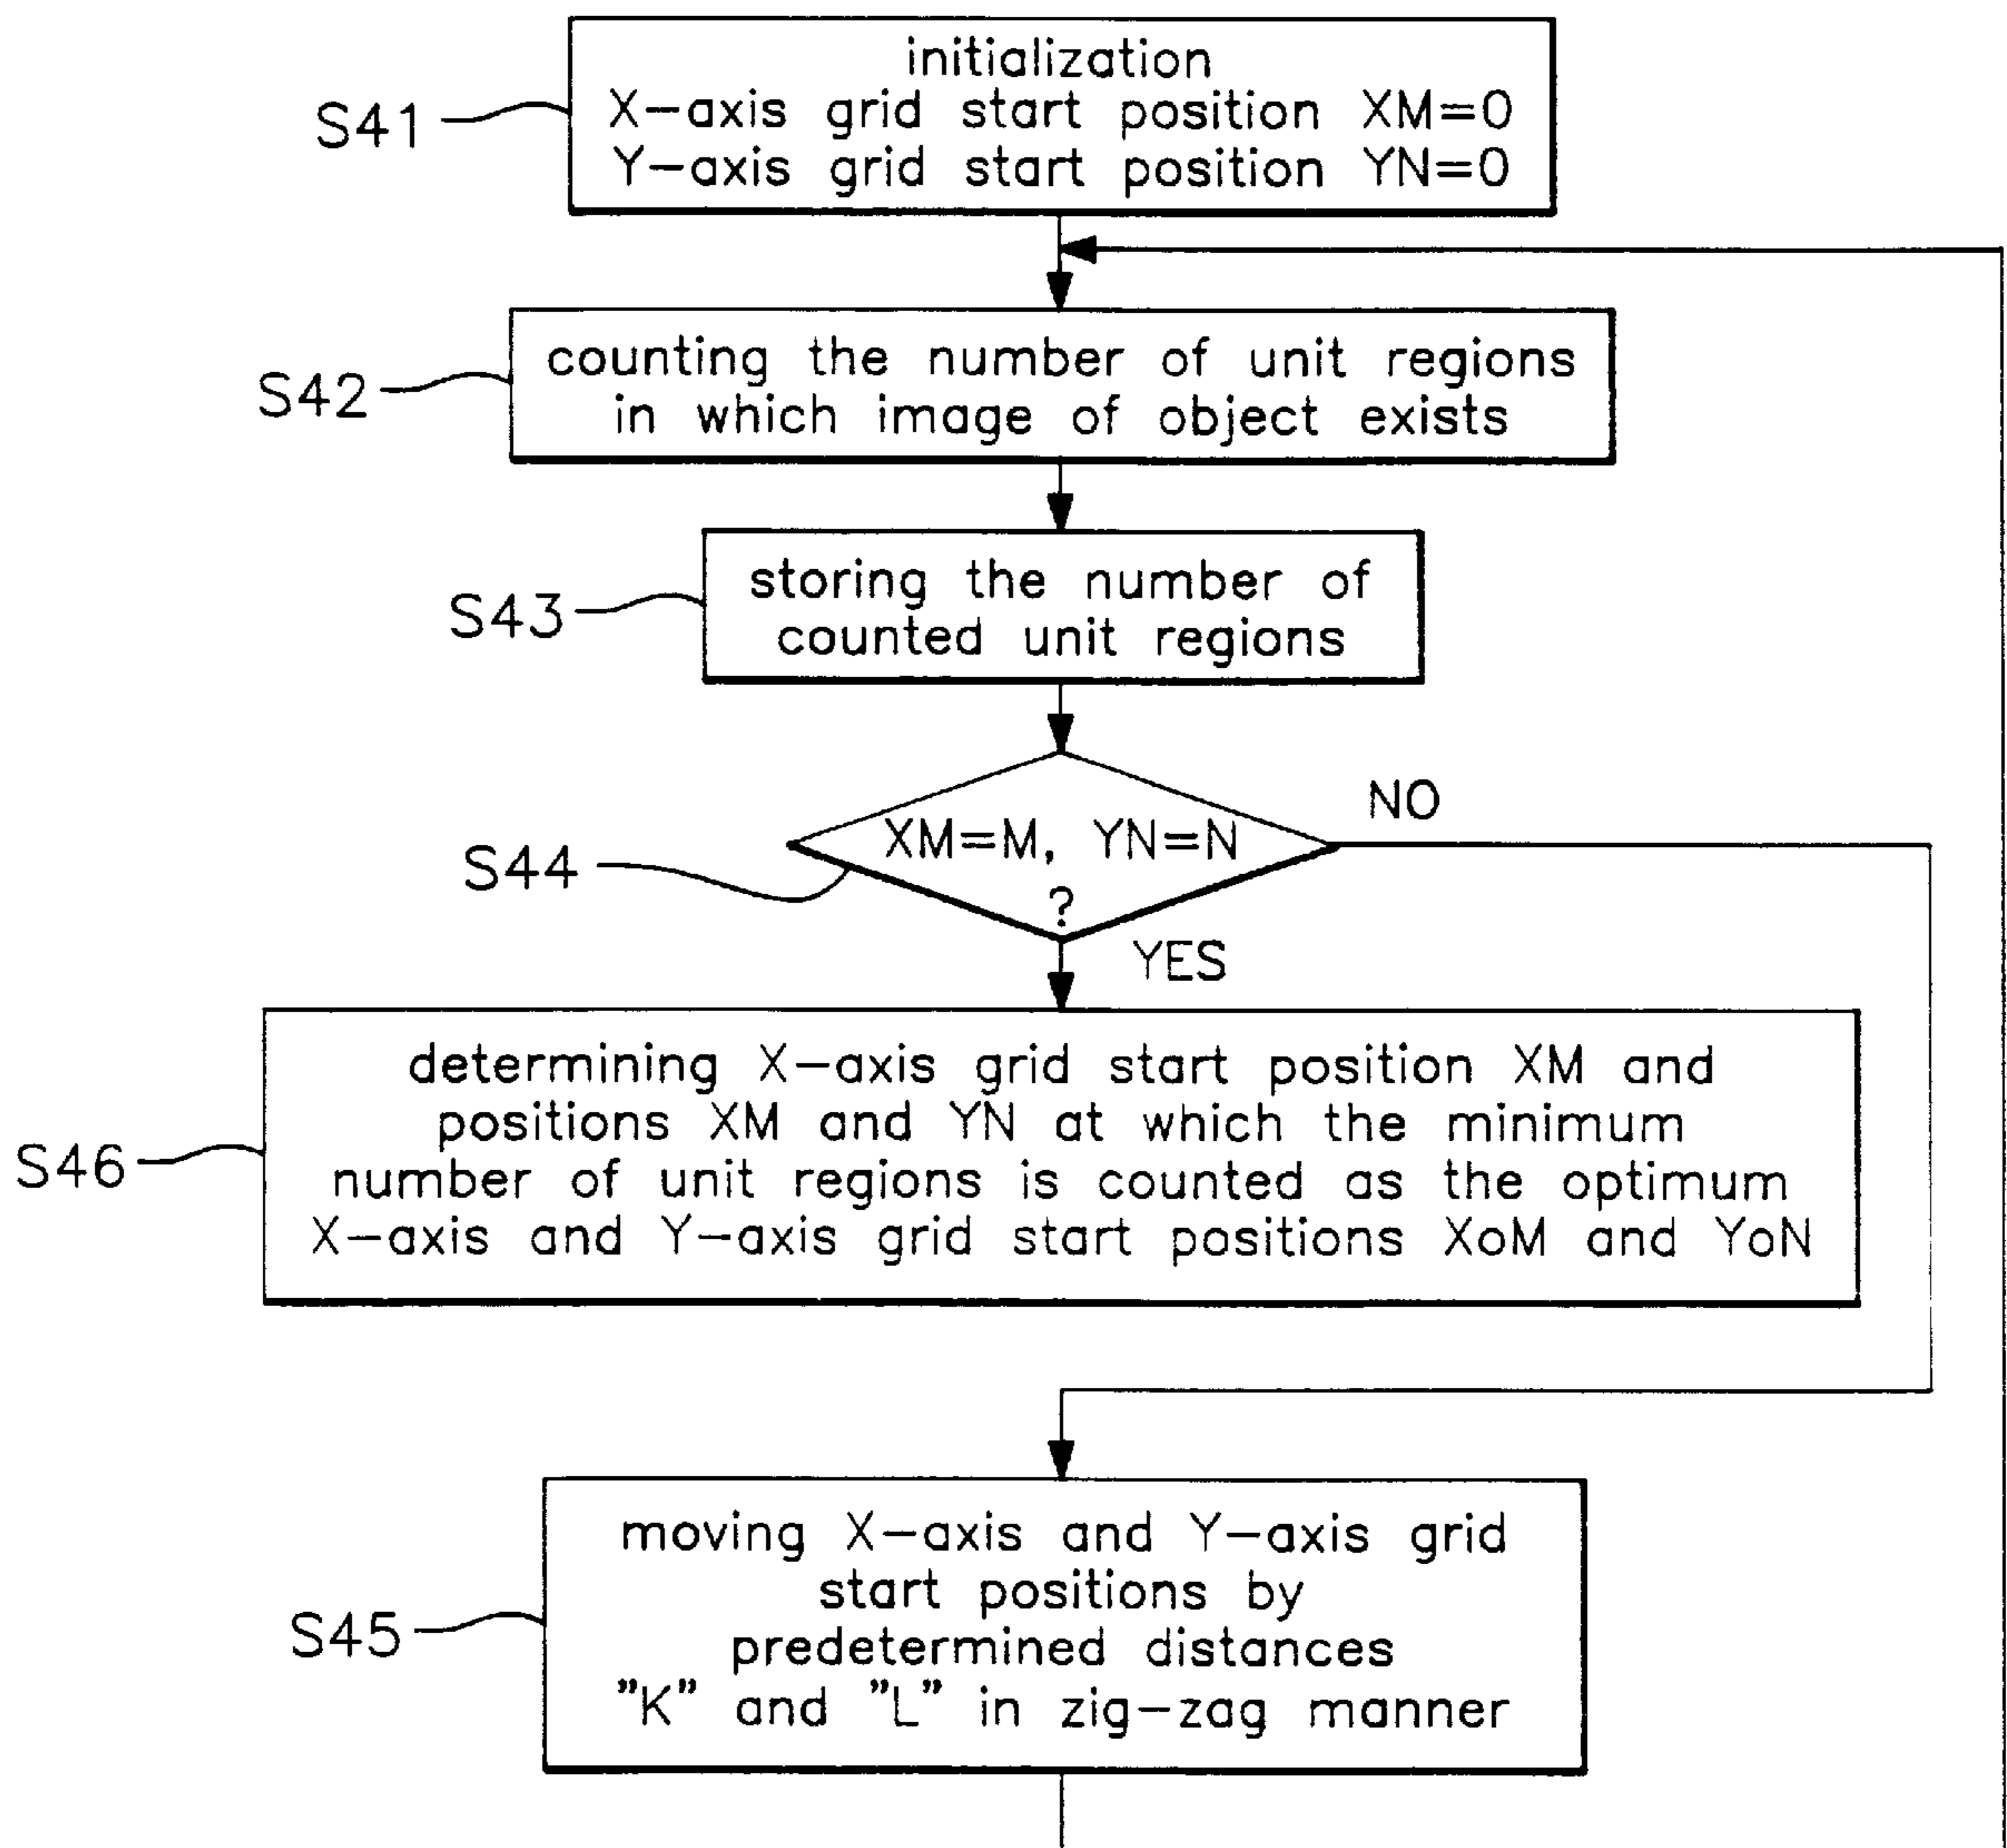 initialization
X-axis grid start position XM=0
S41
Y-axis grid start position YN=0
counting the number of unit regions
S42
in which image of object exists
storing the number of
S43
counted unit regions
NO
XM=M, YN=N
S44
?
YES
determining X-axis grid start position XM and
positions XM and YN at which the minimum
S46
number of unit regions is counted as the optimum
X-axis and Y-axis grid start positions XoM and YoN
moving X-axis and Y-axis grid
start positions by
S45
predetermined distances
"K" and "L" in zig-zag manner